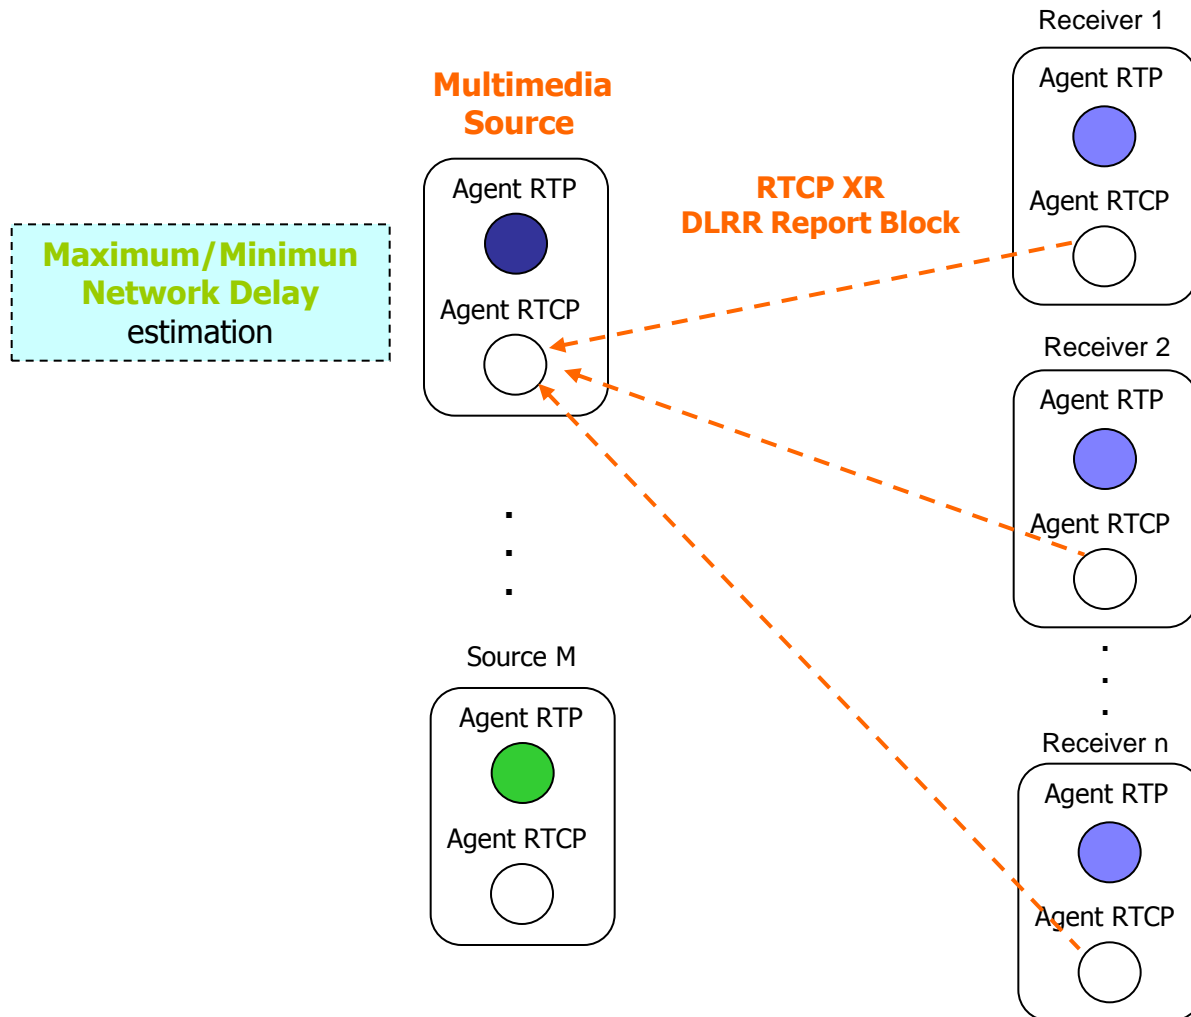 Receiver 1
Agent RTP
Agent RTCP
Multimedia
Source
Agent RTP
Agent RTCP
RTCP XR
DLRR Report Block
Maximum/Minimun
Network Delay
estimation
Receiver 2
Agent RTP
Agent RTCP
.
.
.
Source M
Agent RTP
Agent RTCP
.
.
.
Receiver n
Agent RTP
Agent RTCP